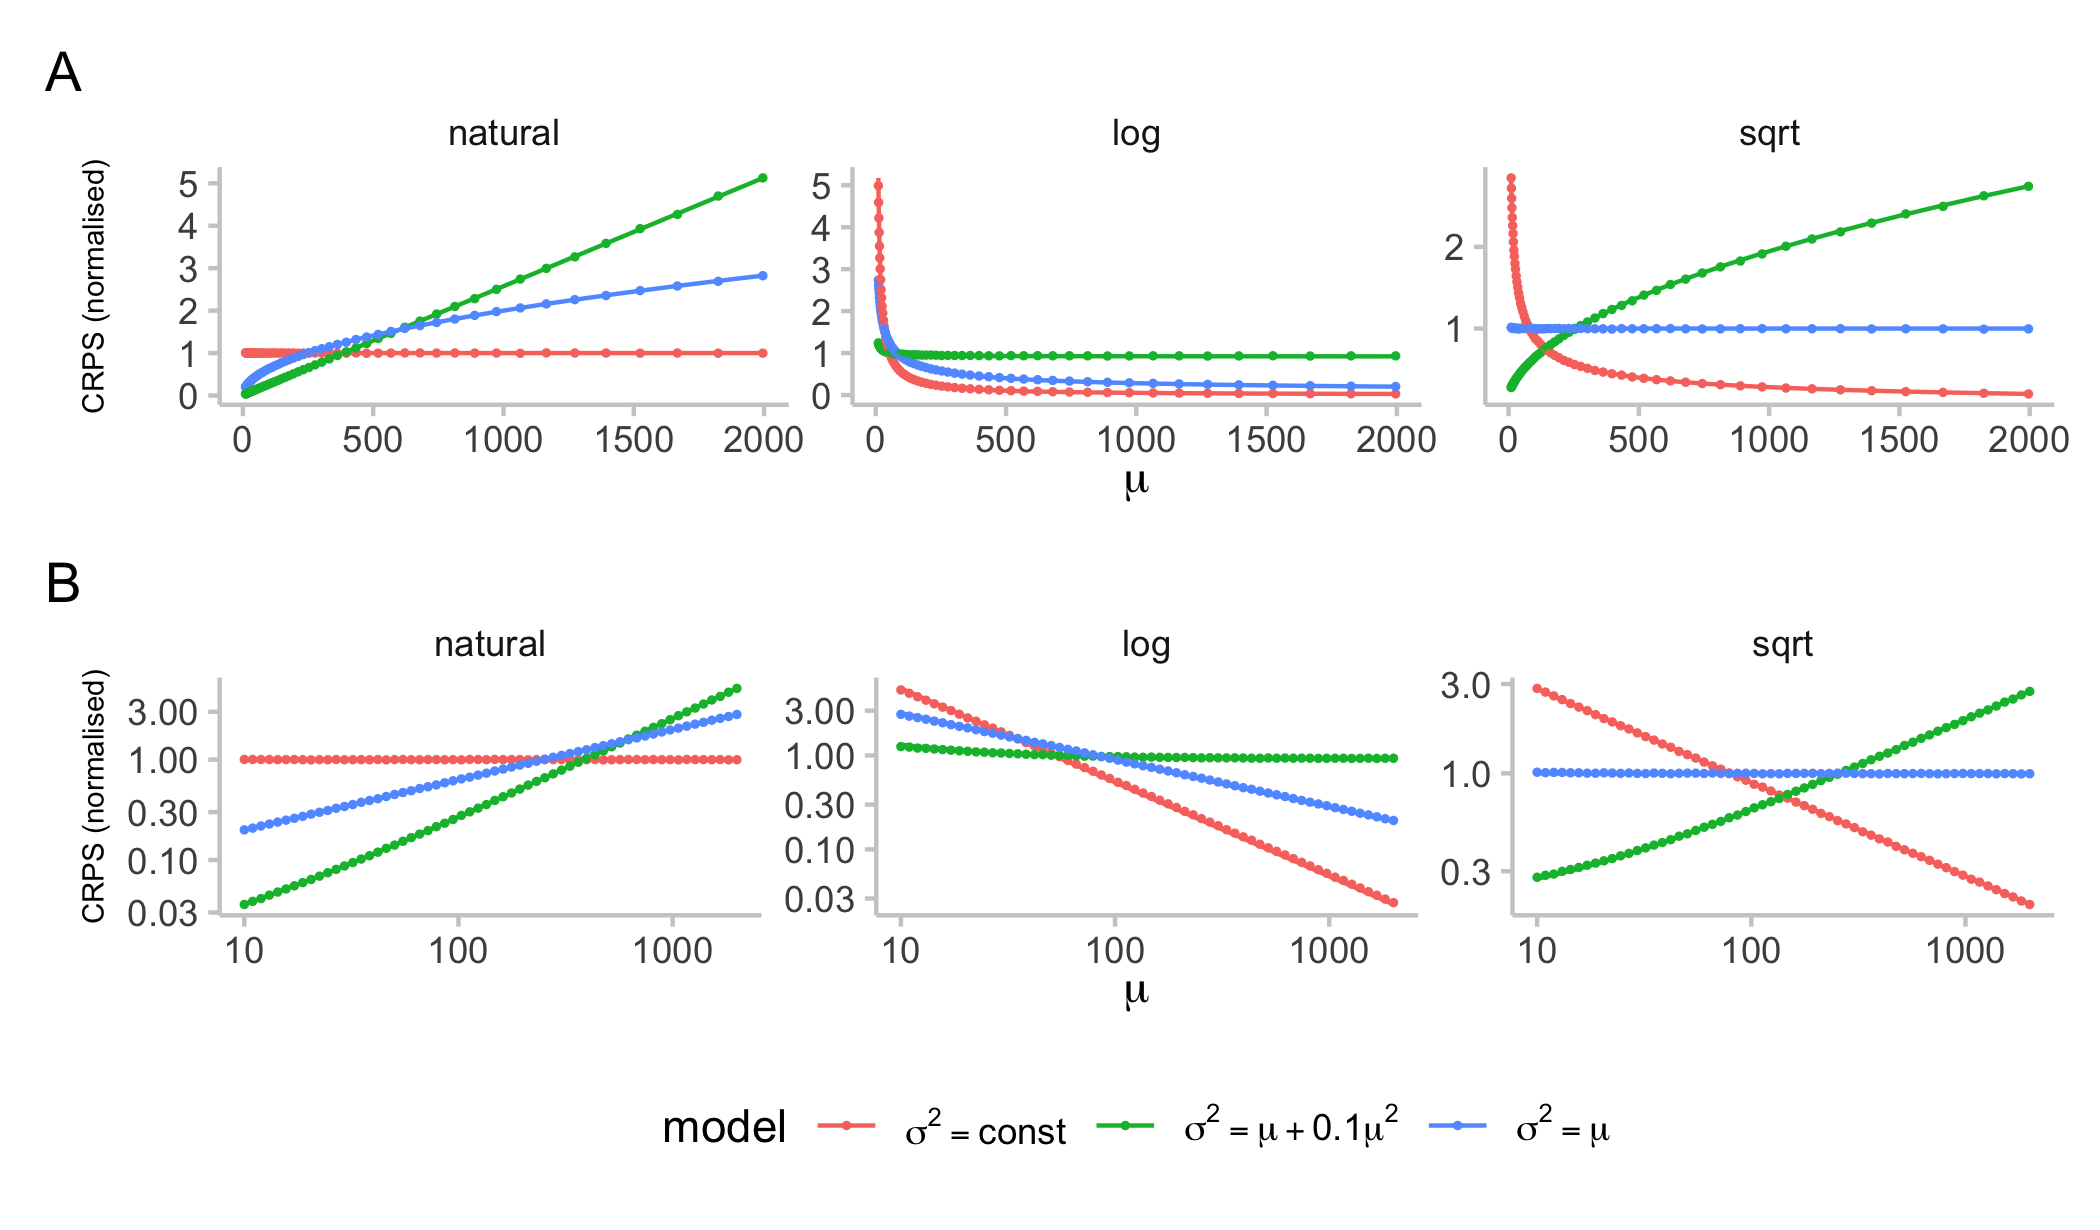 A
natural log sqrt
CRPS (normalised)
5
4
3
2
1
0
0 500 1000 1500 2000
5
4
3
2
1
0
0 500 1000 1500 2000
2
1
0 500 1000 1500 2000
μ
B
natural log sqrt
CRPS (normalised)
3.00
1.00
0.30
0.10
0.03
10 100 1000
3.00
1.00
0.30
0.10
0.03
10 100 1000
3.0
1.0
0.3
10 100 1000
μ
model σ² = const σ² = μ + 0.1μ² σ² = μ